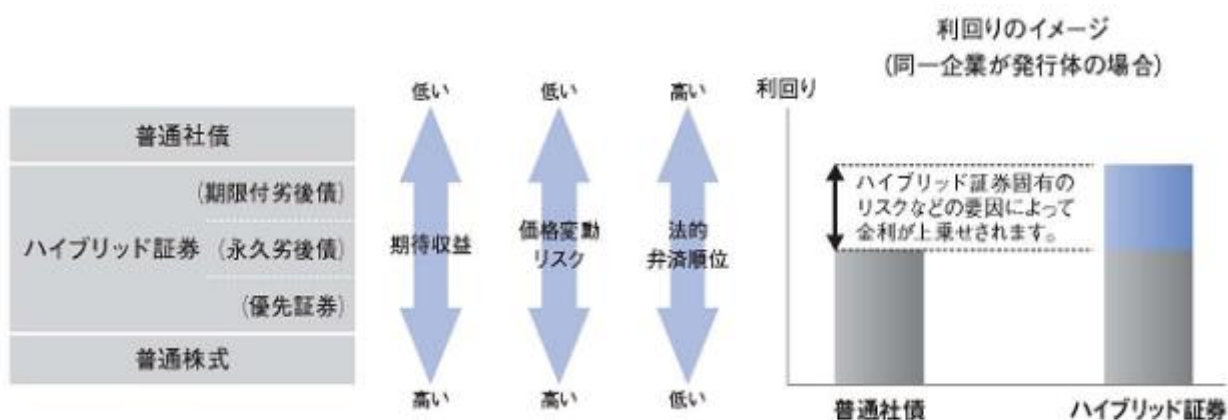 普通社債
(期限付劣後債)
ハイブリッド証券 (永久劣後債)
(優先証券)
普通株式
低い
期待収益
高い
低い
価格変動
リスク
高い
高い
法的
弁済順位
低い
利回りのイメージ
(同一企業が発行体の場合)
利回り
ハイブリッド証券固有の
リスクなどの要因によって
金利が上乗せされます。
普通社債
ハイブリッド証券